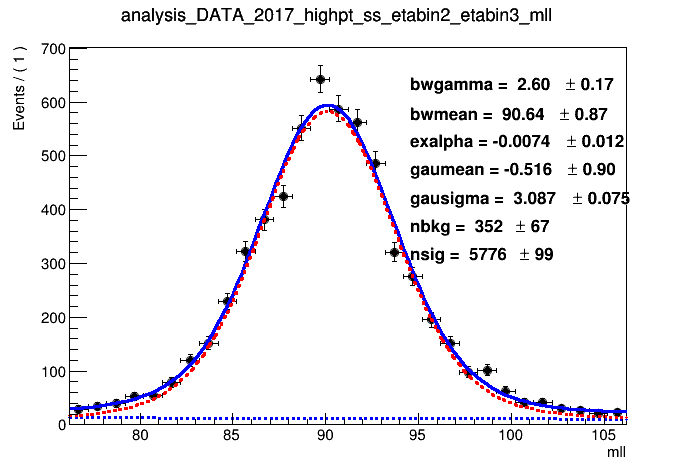 analysis_DATA_2017_highpt_ss_etabin2_etabin3_mll
Events / ( 1 )
700
600
500
400
300
200
100
0
bwgamma = 2.60 ± 0.17
bwmean = 90.64 ± 0.87
exalpha = -0.0074 ± 0.012
gaumean = -0.516 ± 0.90
gausigma = 3.087 ± 0.075
nbkg = 352 ± 67
nsig = 5776 ± 99
80 85 90 95 100 105
mll